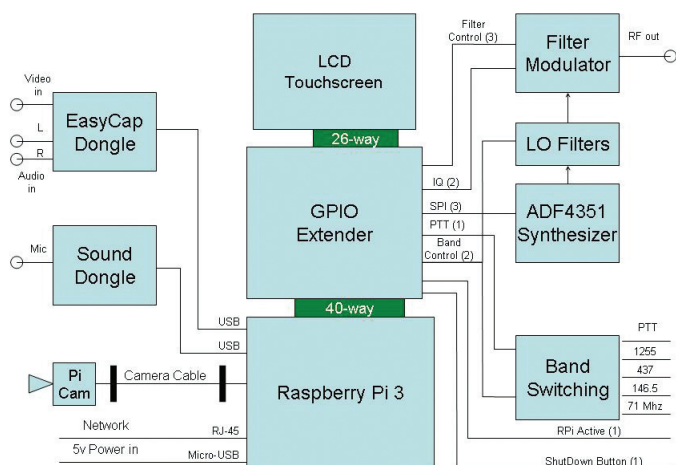 Filter
Control (3)
LCD
Touchscreen
Filter
Modulator
RF out
Video
in
EasyCap
Dongle
L
R
Audio
in
26-way
LO Filters
GPIO
Extender
IQ (2)
SPI (3)
PTT (1)
Band
Control (2)
ADF4351
Synthesizer
Mic
Sound
Dongle
40-way
USB
USB
Pi
Cam
Camera Cable
Raspberry Pi 3
Band
Switching
PTT
1255
437
146.5
71 Mhz
Network
RJ-45
RPi Active (1)
5v Power in
Micro-USB
ShutDown Button (1)